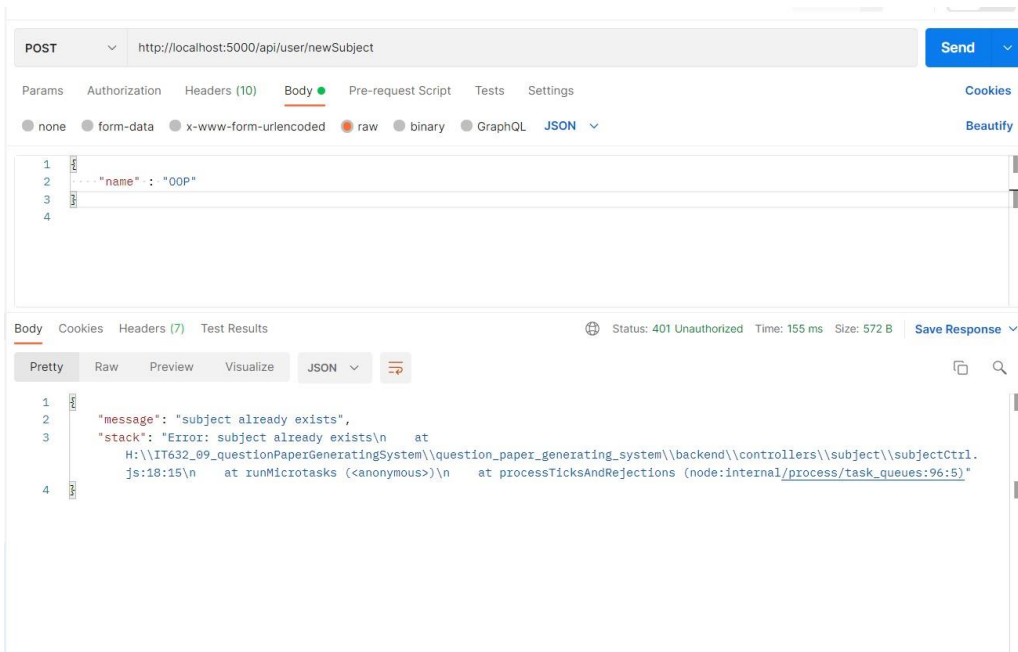 POST http://localhost:5000/api/user/newSubject Send
Params Authorization Headers (10) Body Pre-request Script Tests Settings Cookies
none form-data x-www-form-urlencoded raw binary GraphQL JSON Beautify
1 {
2 "name" : "OOP"
3 }
4
Body Cookies Headers (7) Test Results Status: 401 Unauthorized Time: 155 ms Size: 572 B Save Response
Pretty Raw Preview Visualize JSON
1 {
2 "message": "subject already exists",
3 "stack": "Error: subject already exists\n    at
H:\\IT632_09_questionPaperGeneratingSystem\\question_paper_generating_system\\backend\\controllers\\subject\\subjectCtrl.
js:18:15\n    at runMicrotasks (<anonymous>)\n    at processTicksAndRejections (node:internal/process/task_queues:96:5)"
4 }